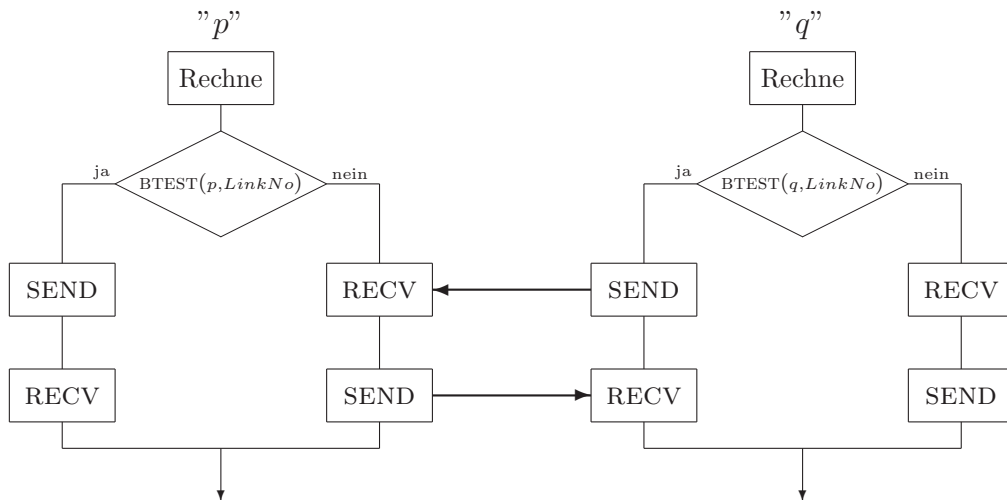 "p" "q"
Rechne Rechne
ja BTEST(p,LinkNo) nein ja BTEST(q,LinkNo) nein
SEND RECV SEND RECV
RECV SEND RECV SEND